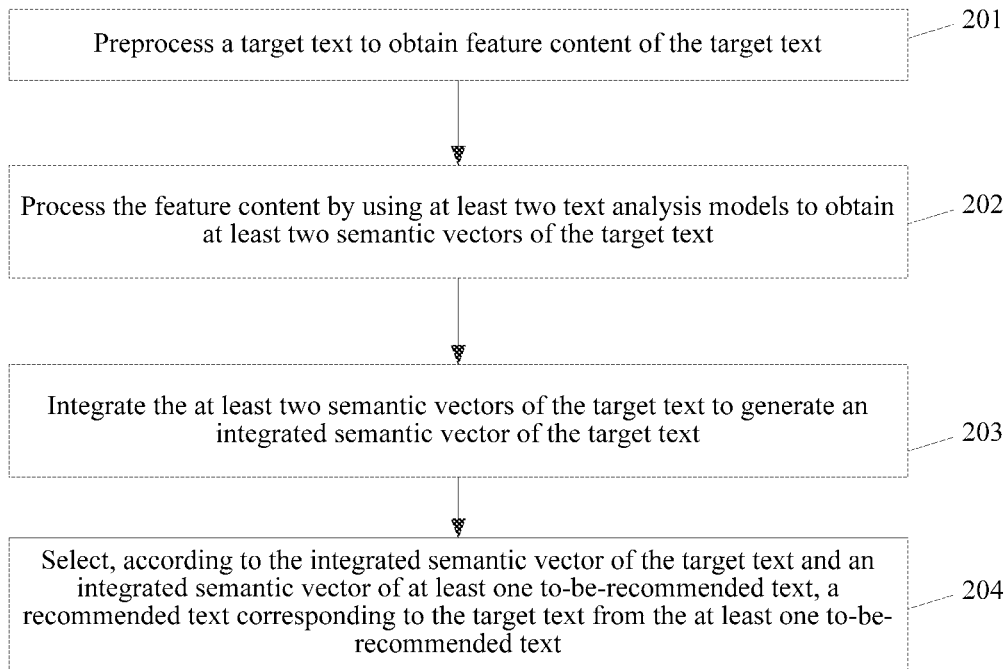 201
Preprocess a target text to obtain feature content of the target text
Process the feature content by using at least two text analysis models to obtain
at least two semantic vectors of the target text
202
Integrate the at least two semantic vectors of the target text to generate an
integrated semantic vector of the target text
203
Select, according to the integrated semantic vector of the target text and an
integrated semantic vector of at least one to-be-recommended text, a
recommended text corresponding to the target text from the at least one to-be-
recommended text
204